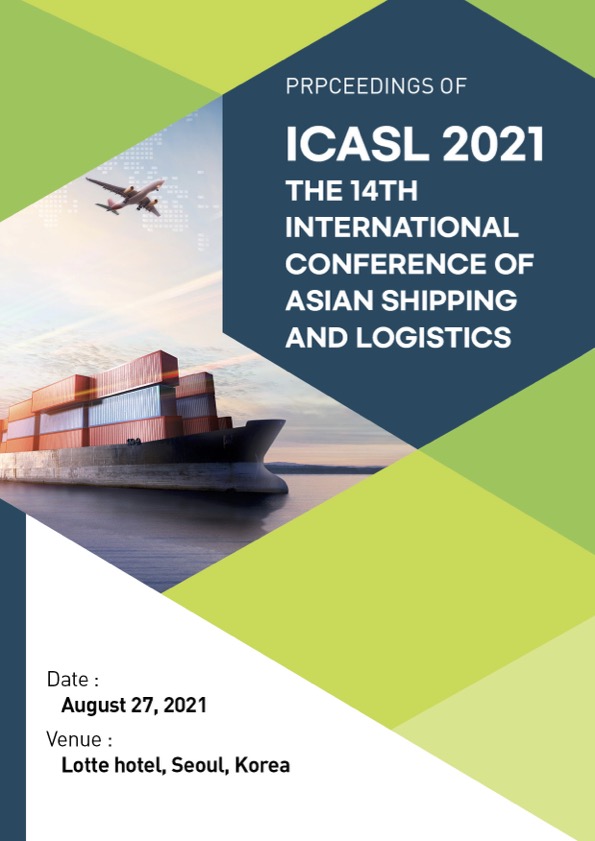 PRPCEEDINGS OF
ICASL 2021
THE 14TH
INTERNATIONAL
CONFERENCE OF
ASIAN SHIPPING
AND LOGISTICS
Date :
August 27, 2021
Venue :
Lotte hotel, Seoul, Korea